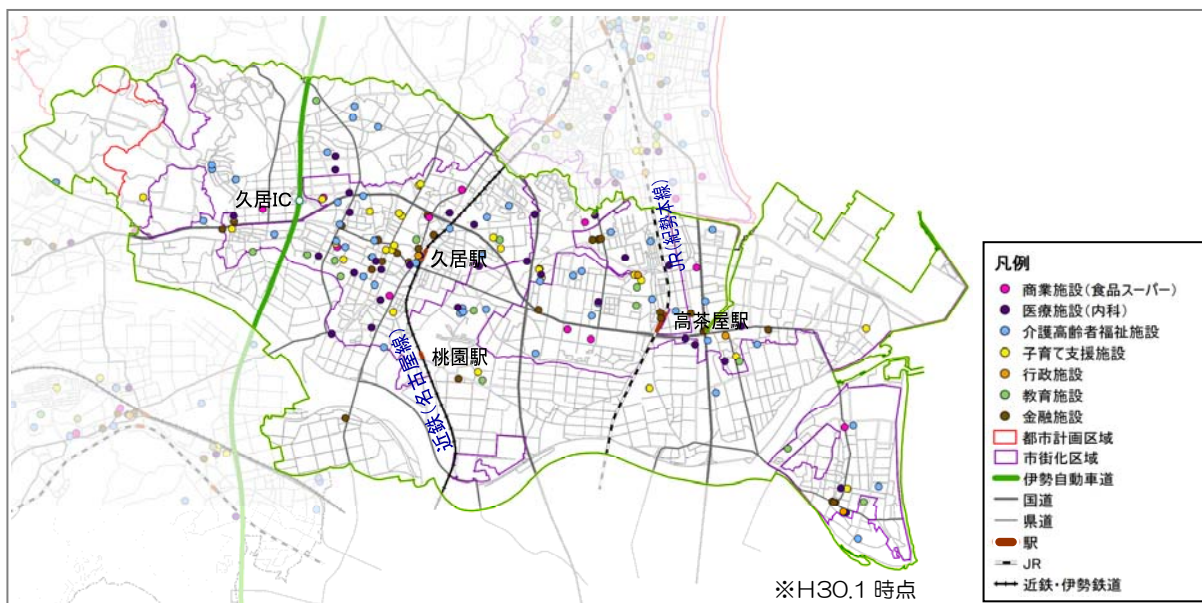 久居IC
久居駅
桃園駅
近鉄(名古屋線)
JR(紀勢本線)
高茶屋駅
凡例
商業施設(食品スーパー)
医療施設(内科)
介護高齢者福祉施設
子育て支援施設
行政施設
教育施設
金融施設
都市計画区域
市街化区域
伊勢自動車道
国道
県道
駅
JR
近鉄・伊勢鉄道
※H30.1 時点